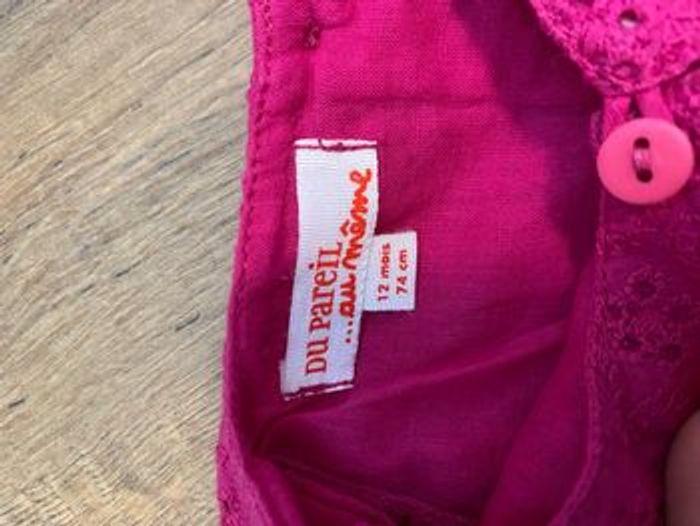 DU PAREIL
...au même
12 mois
74 cm